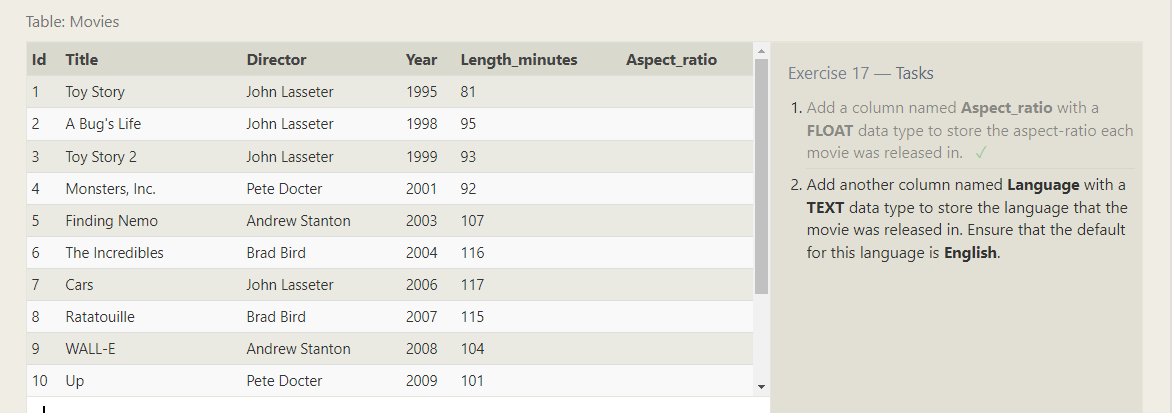 Table: Movies
Id Title Director Year Length_minutes Aspect_ratio
1 Toy Story John Lasseter 1995 81
2 A Bug's Life John Lasseter 1998 95
3 Toy Story 2 John Lasseter 1999 93
4 Monsters, Inc. Pete Docter 2001 92
5 Finding Nemo Andrew Stanton 2003 107
6 The Incredibles Brad Bird 2004 116
7 Cars John Lasseter 2006 117
8 Ratatouille Brad Bird 2007 115
9 WALL-E Andrew Stanton 2008 104
10 Up Pete Docter 2009 101
Exercise 17 — Tasks
1. Add a column named Aspect_ratio with a
FLOAT data type to store the aspect-ratio each
movie was released in. ✓
2. Add another column named Language with a
TEXT data type to store the language that the
movie was released in. Ensure that the default
for this language is English.